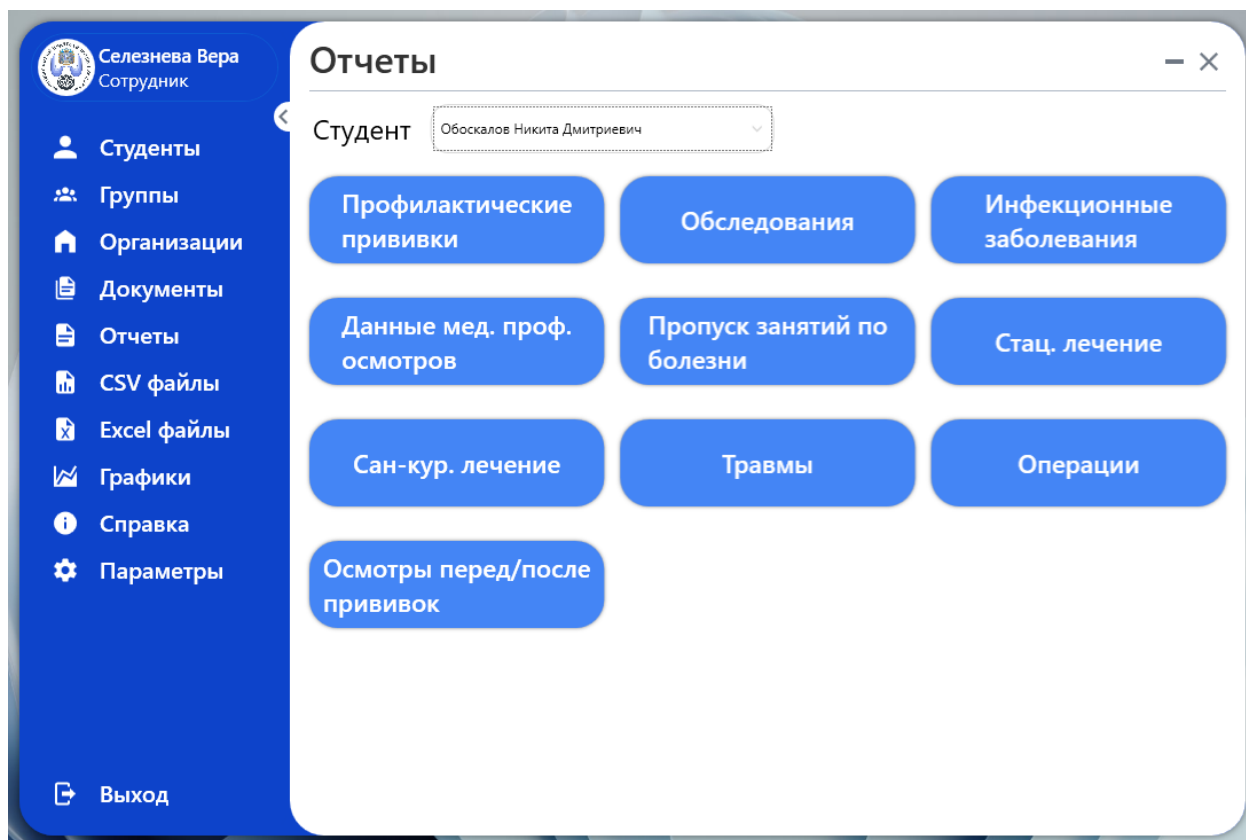 Селезнева Вера
Сотрудник
Студенты
Группы
Организации
Документы
Отчеты
CSV файлы
Excel файлы
Графики
Справка
Параметры
Выход
Отчеты
Студент
Обоскалов Никита Дмитриевич
Профилактические
прививки
Обследования
Инфекционные
заболевания
Данные мед. проф.
осмотров
Пропуск занятий по
болезни
Стац. лечение
Сан-кур. лечение
Травмы
Операции
Осмотры перед/после
прививок